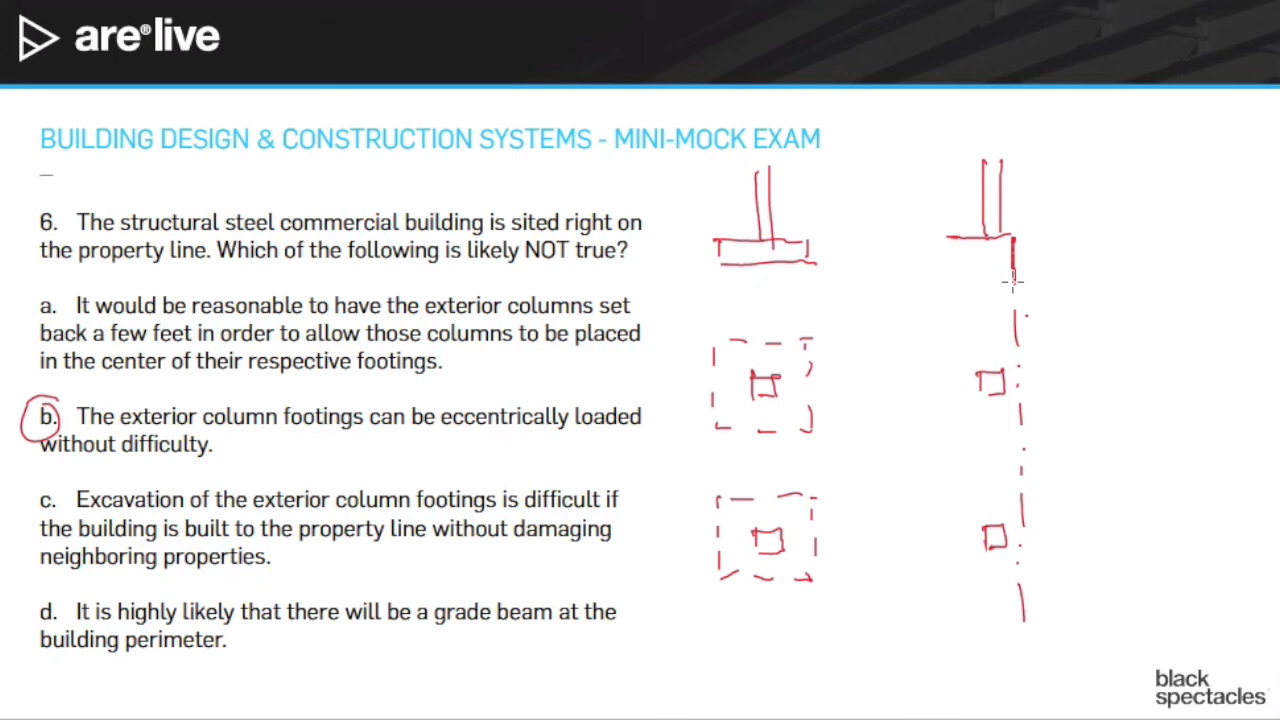 are®live
BUILDING DESIGN & CONSTRUCTION SYSTEMS - MINI-MOCK EXAM
6. The structural steel commercial building is sited right on
the property line. Which of the following is likely NOT true?
a. It would be reasonable to have the exterior columns set
back a few feet in order to allow those columns to be placed
in the center of their respective footings.
b. The exterior column footings can be eccentrically loaded
without difficulty.
c. Excavation of the exterior column footings is difficult if
the building is built to the property line without damaging
neighboring properties.
d. It is highly likely that there will be a grade beam at the
building perimeter.
black
spectacles